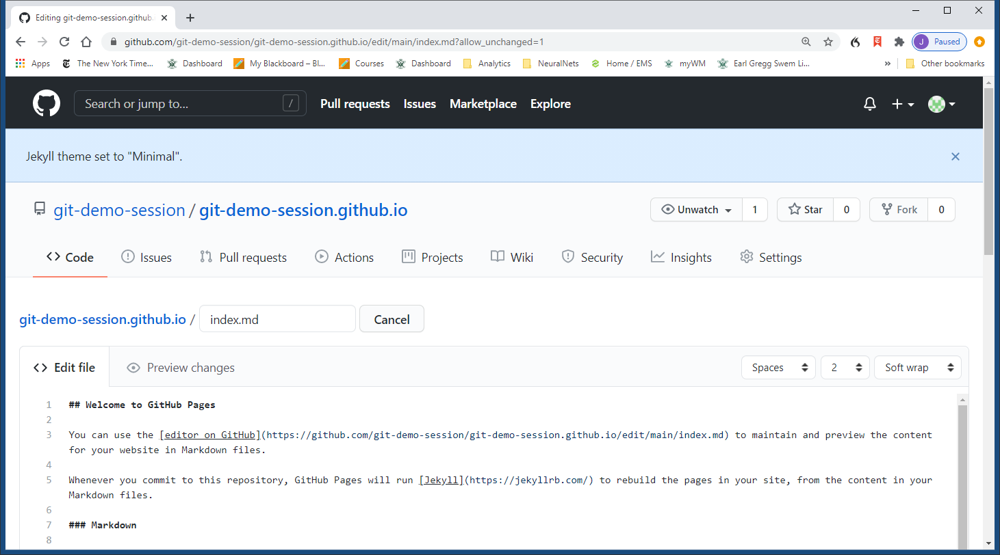 Editing git-demo-session.github.
github.com/git-demo-session/git-demo-session.github.io/edit/main/index.md?allow_unchanged=1
J Paused
Apps The New York Time... Dashboard My Blackboard – Bl... Courses Dashboard Analytics NeuralNets Home / EMS myWM Earl Gregg Swem Li... » Other bookmarks
Search or jump to... / Pull requests Issues Marketplace Explore
Jekyll theme set to "Minimal".
git-demo-session / git-demo-session.github.io Unwatch 1 Star 0 Fork 0
Code Issues Pull requests Actions Projects Wiki Security Insights Settings
git-demo-session.github.io / index.md Cancel
Edit file Preview changes Spaces 2 Soft wrap
1 ## Welcome to GitHub Pages
2
3 You can use the [editor on GitHub](https://github.com/git-demo-session/git-demo-session.github.io/edit/main/index.md) to maintain and preview the content
for your website in Markdown files.
4
5 Whenever you commit to this repository, GitHub Pages will run [Jekyll](https://jekyllrb.com/) to rebuild the pages in your site, from the content in your
Markdown files.
6
7 ### Markdown
8